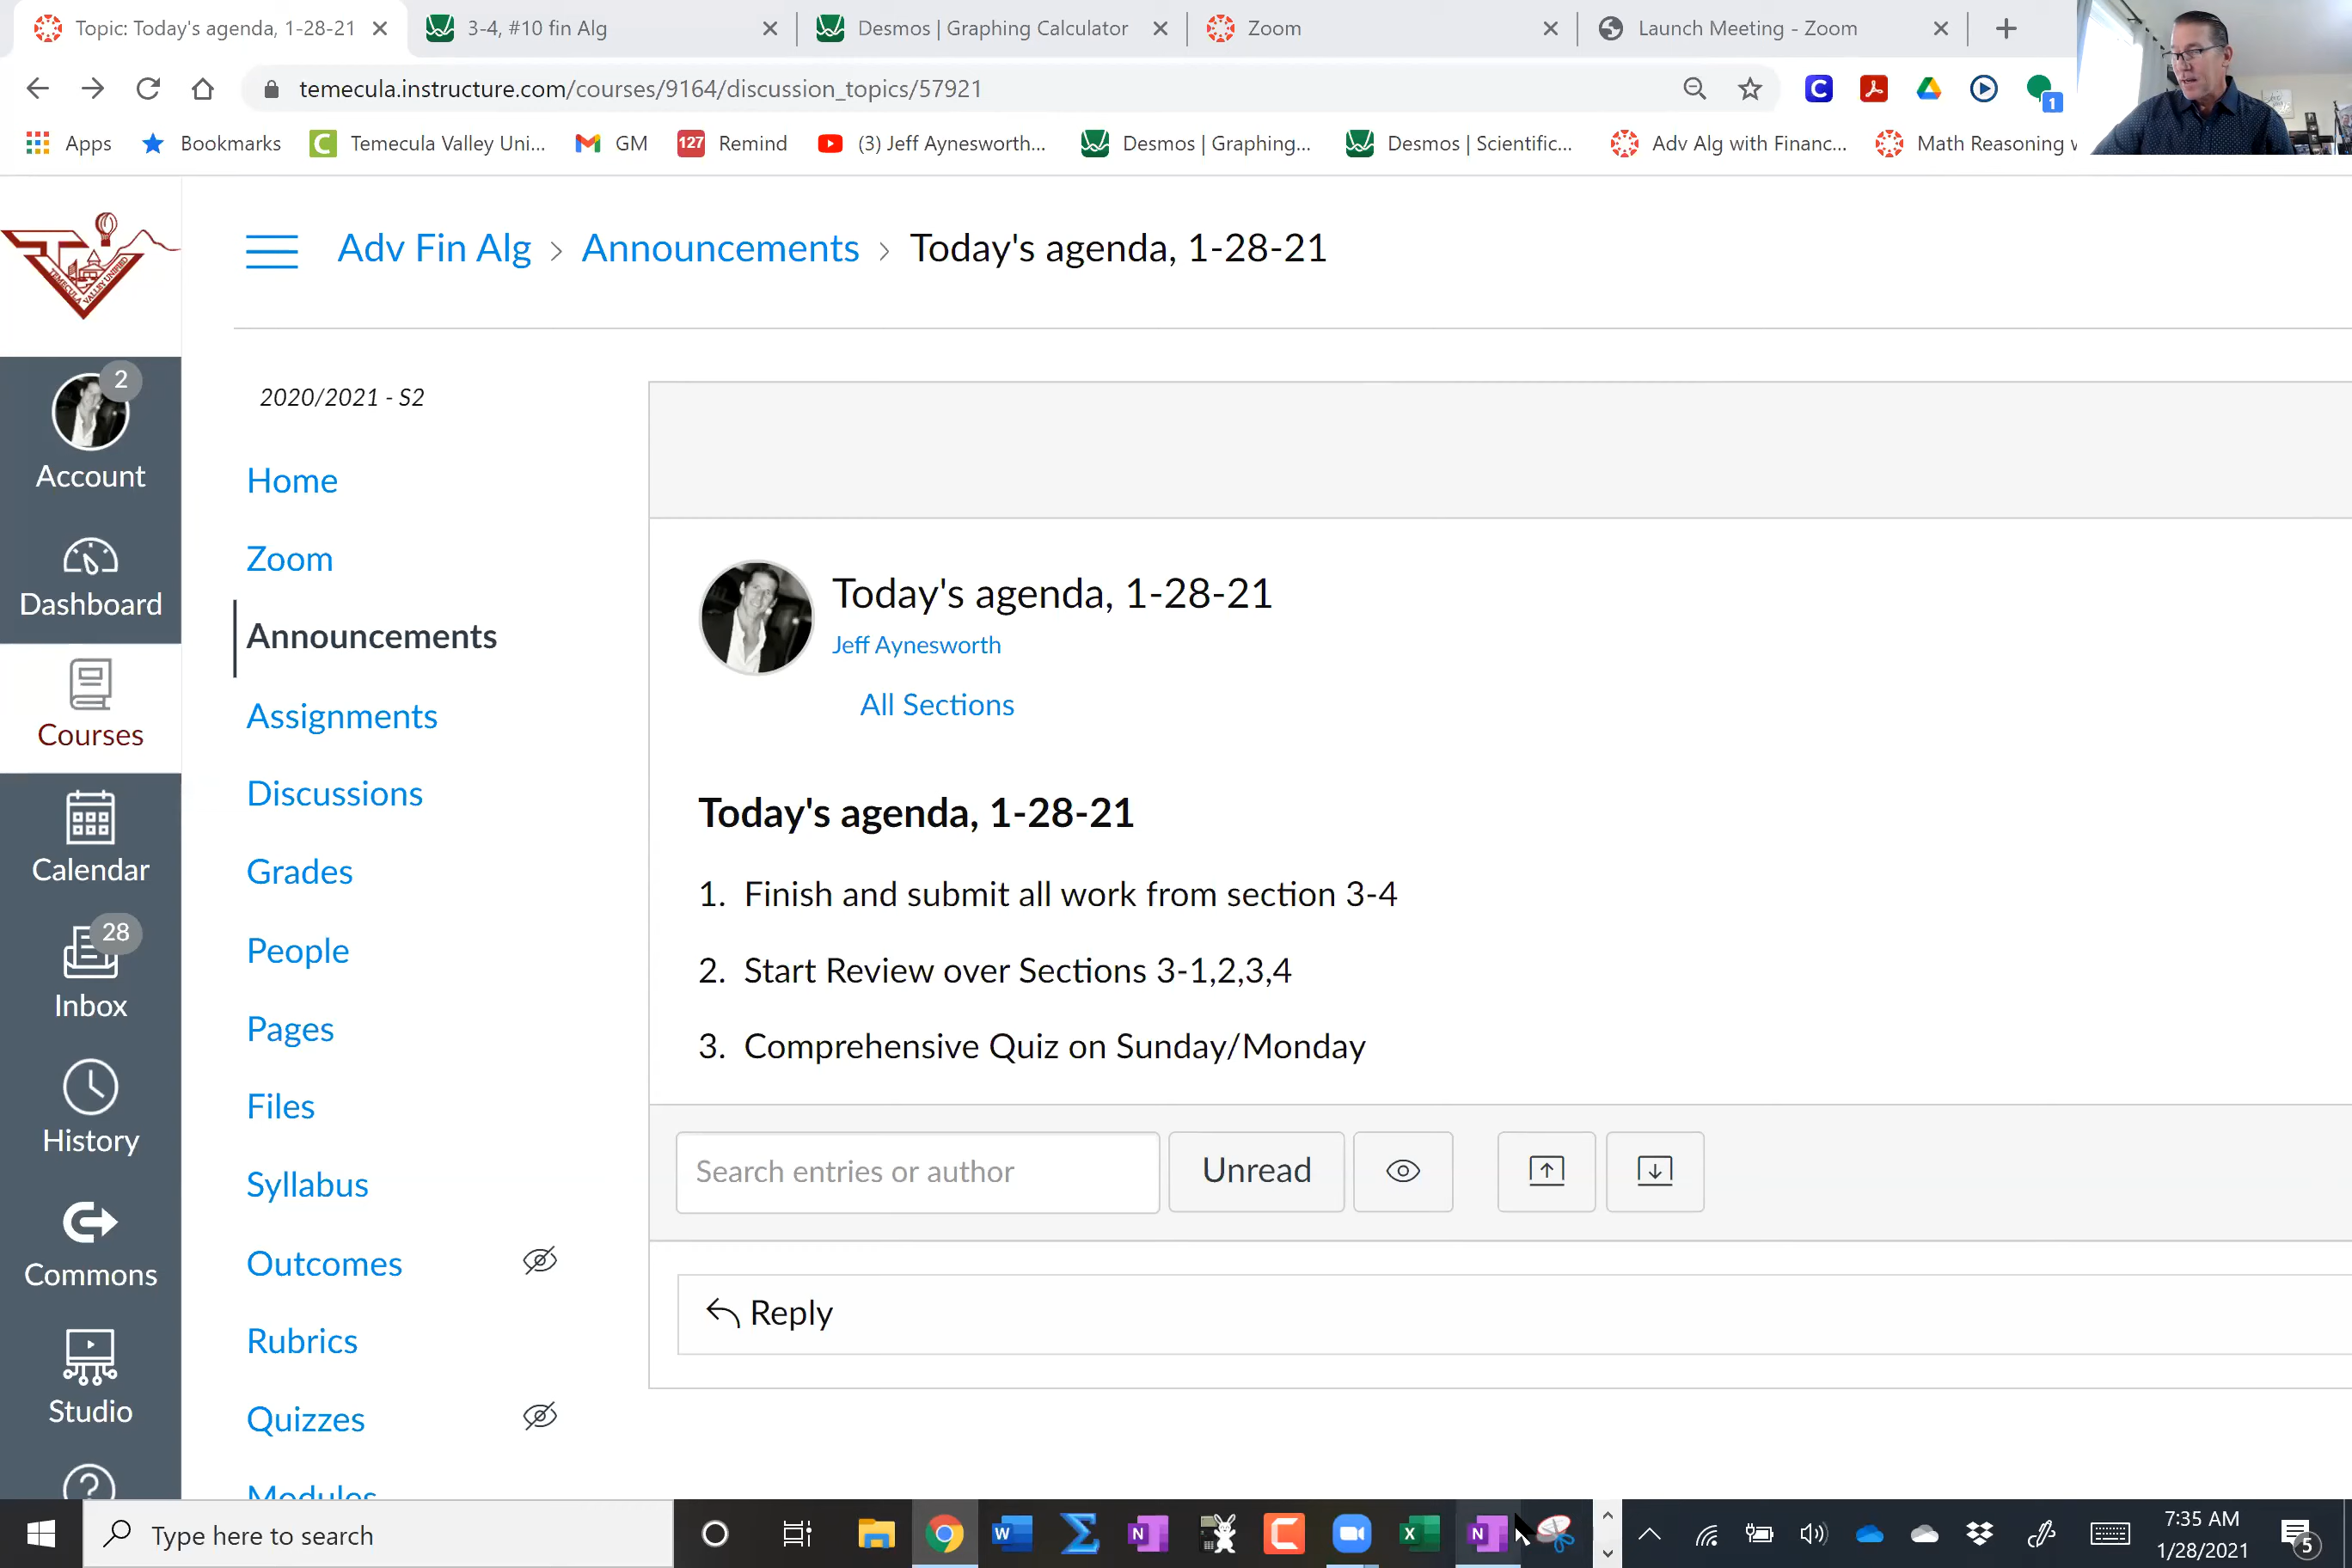 Topic: Today's agenda, 1-28-21
3-4, #10 fin Alg
Desmos | Graphing Calculator
Zoom
Launch Meeting - Zoom
temecula.instructure.com/courses/9164/discussion_topics/57921
1
Apps
Bookmarks
Temecula Valley Uni...
GM
127
Remind
(3) Jeff Aynesworth...
Desmos | Graphing...
Desmos | Scientific...
Adv Alg with Financ...
Math Reasoning
TEMECULA VALLEY UNIFIED
Adv Fin Alg > Announcements > Today's agenda, 1-28-21
2
Account
Dashboard
Courses
Calendar
28
Inbox
History
Commons
Studio
2020/2021 - S2
Home
Zoom
Announcements
Assignments
Discussions
Grades
People
Pages
Files
Syllabus
Outcomes
Rubrics
Quizzes
Modules
Today's agenda, 1-28-21
Jeff Aynesworth
All Sections
Today's agenda, 1-28-21
1. Finish and submit all work from section 3-4
2. Start Review over Sections 3-1,2,3,4
3. Comprehensive Quiz on Sunday/Monday
Search entries or author
Unread
Reply
Type here to search
7:35 AM
1/28/2021
5